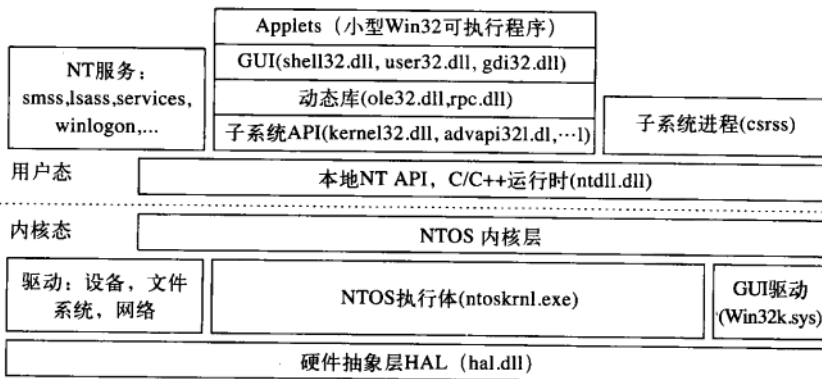 Applets（小型Win32可执行程序）
GUI(shell32.dll, user32.dll, gdi32.dll)
动态库(ole32.dll,rpc.dll)
子系统API(kernel32.dll, advapi32l.dl,…l)
NT服务：
smss,lsass,services,
winlogon,...
子系统进程(csrss)
用户态
本地NT API，C/C++运行时(ntdll.dll)
内核态
NTOS 内核层
驱动：设备，文件
系统，网络
NTOS执行体(ntoskrnl.exe)
GUI驱动
(Win32k.sys)
硬件抽象层HAL（hal.dll）